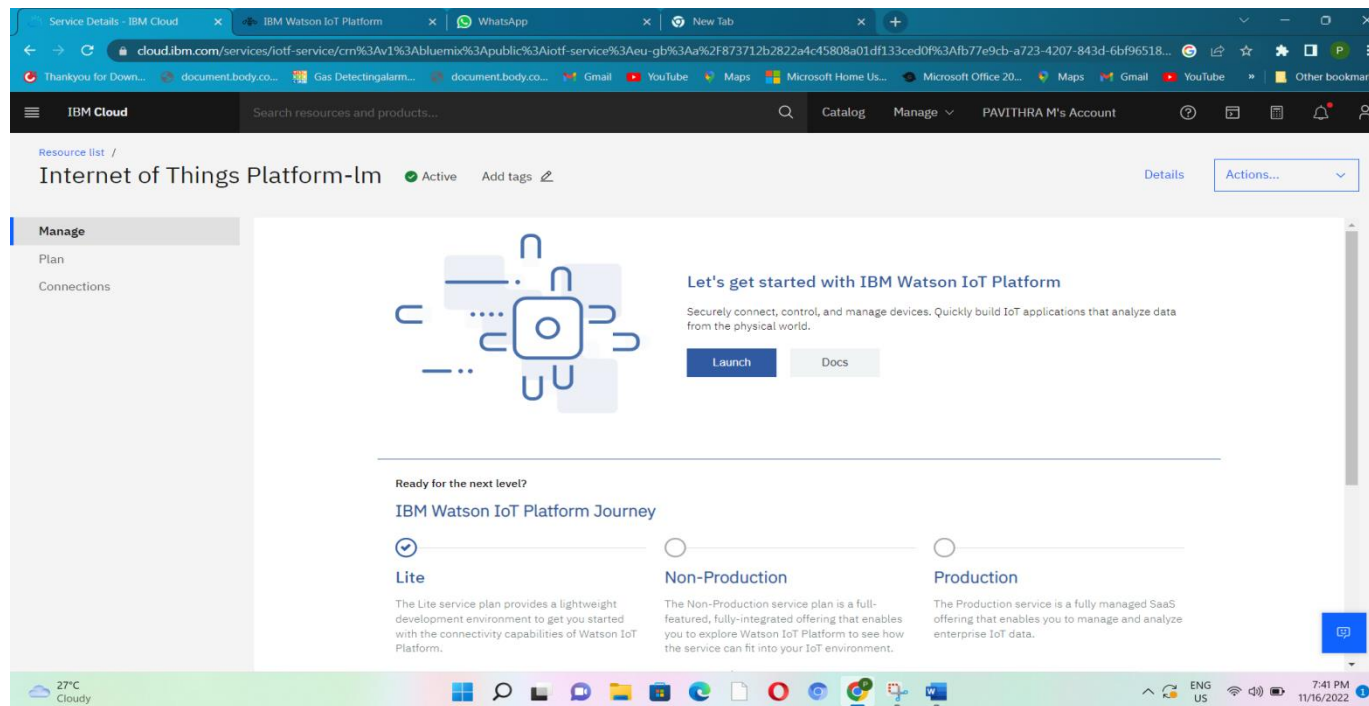 Service Details - IBM Cloud
IBM Watson IoT Platform
WhatsApp
New Tab
cloud.ibm.com/services/iotf-service/crn%3Av1%3Abluemix%3Apublic%3Aiotf-service%3Aeu-gb%3Aa%2F873712b2822a4c45808a01df133ced0f%3Afb77e9cb-a723-4207-843d-6bf96518...
Thankyou for Down...
document.body.co...
Gas Detectingalarm...
document.body.co...
Gmail
YouTube
Maps
Microsoft Home Us...
Microsoft Office 20...
Maps
Gmail
YouTube
»
Other bookmar
IBM Cloud
Search resources and products...
Catalog
Manage
PAVITHRA M's Account
Resource list /
Internet of Things Platform-lm
Active
Add tags
Details
Actions...
Manage
Plan
Connections
Let's get started with IBM Watson IoT Platform
Securely connect, control, and manage devices. Quickly build IoT applications that analyze data
from the physical world.
Launch
Docs
Ready for the next level?
IBM Watson IoT Platform Journey
Lite
The Lite service plan provides a lightweight
development environment to get you started
with the connectivity capabilities of Watson IoT
Platform.
Non-Production
The Non-Production service plan is a full-
featured, fully-integrated offering that enables
you to explore Watson IoT Platform to see how
the service can fit into your IoT environment.
Production
The Production service is a fully managed SaaS
offering that enables you to manage and analyze
enterprise IoT data.
27°C
Cloudy
ENG
US
7:41 PM
11/16/2022
1